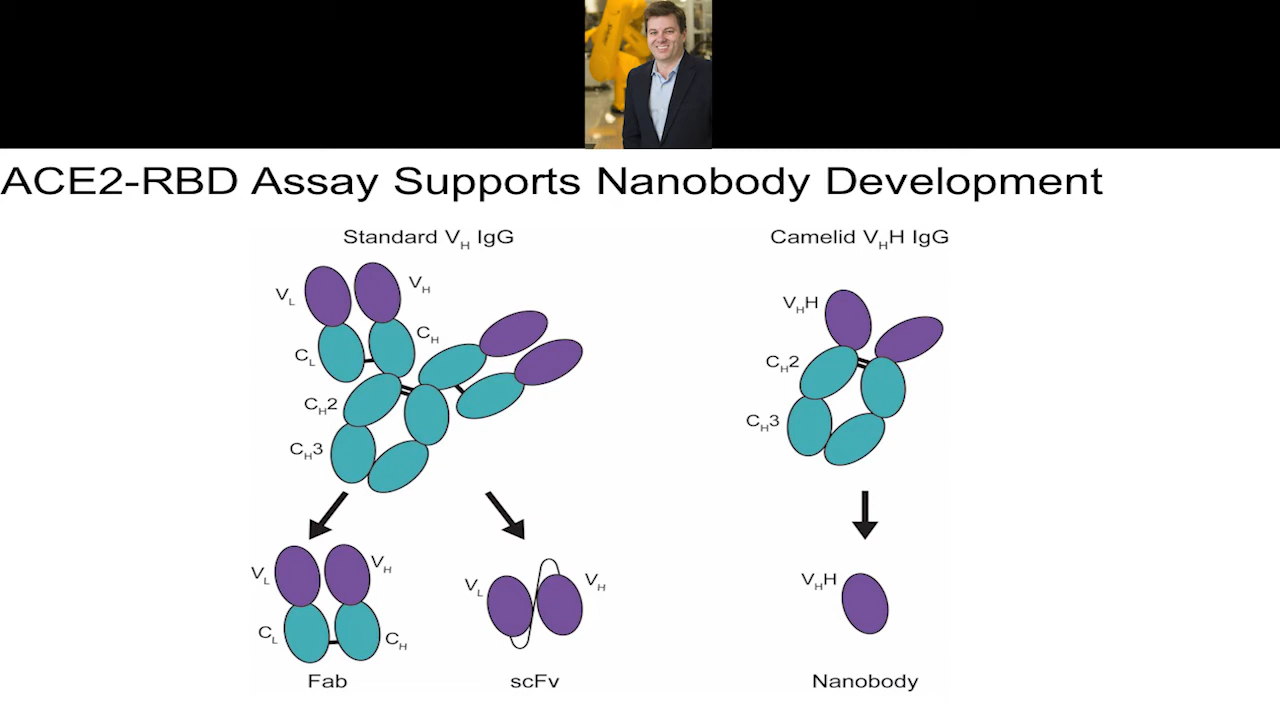 ACE2-RBD Assay Supports Nanobody Development
Standard VH IgG
Camelid VHH IgG
VL
VH
CH
CL
CH2
CH3
VHH
CH2
CH3
VL
VH
CL
CH
Fab
VL
VH
scFv
VHH
Nanobody